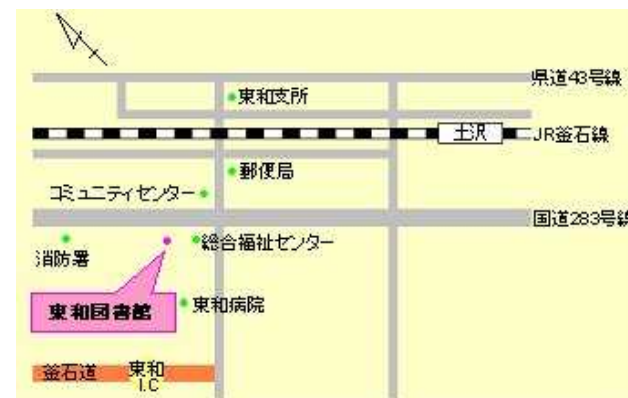 県道43号線
東和支所
土沢
JR釜石線
郵便局
コミュニティセンター
国道283号線
消防署
総合福祉センター
東和図書館
東和病院
釜石道
東和
I.C